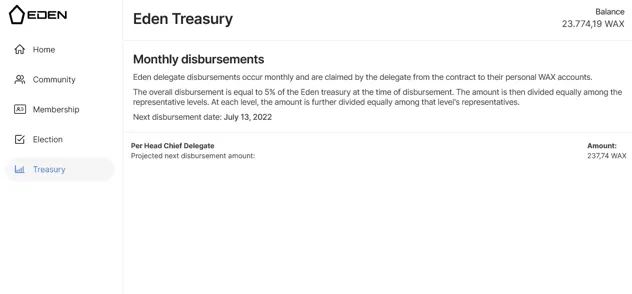 EDEN
Home
Community
Membership
Election
Treasury
Eden Treasury
Balance
23.774,19 WAX
Monthly disbursements
Eden delegate disbursements occur monthly and are claimed by the delegate from the contract to their personal WAX accounts.
The overall disbursement is equal to 5% of the Eden treasury at the time of disbursement. The amount is then divided equally among the
representative levels. At each level, the amount is further divided equally among that level's representatives.
Next disbursement date: July 13, 2022
Per Head Chief Delegate
Projected next disbursement amount:
Amount:
237,74 WAX